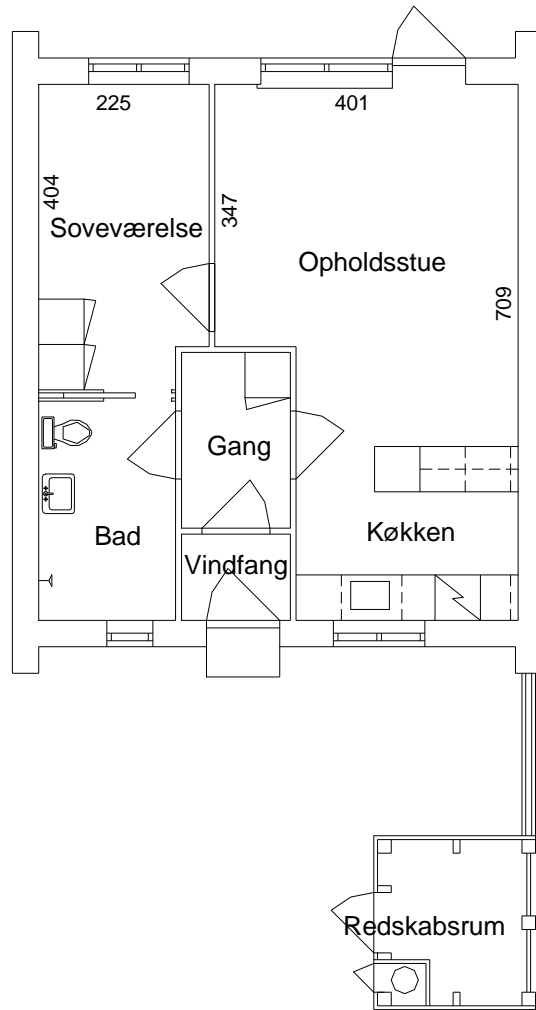 225
401
404
347
Soveværelse
Opholdsstue
709
Gang
Bad
Køkken
Vindfang
Redskabsrum